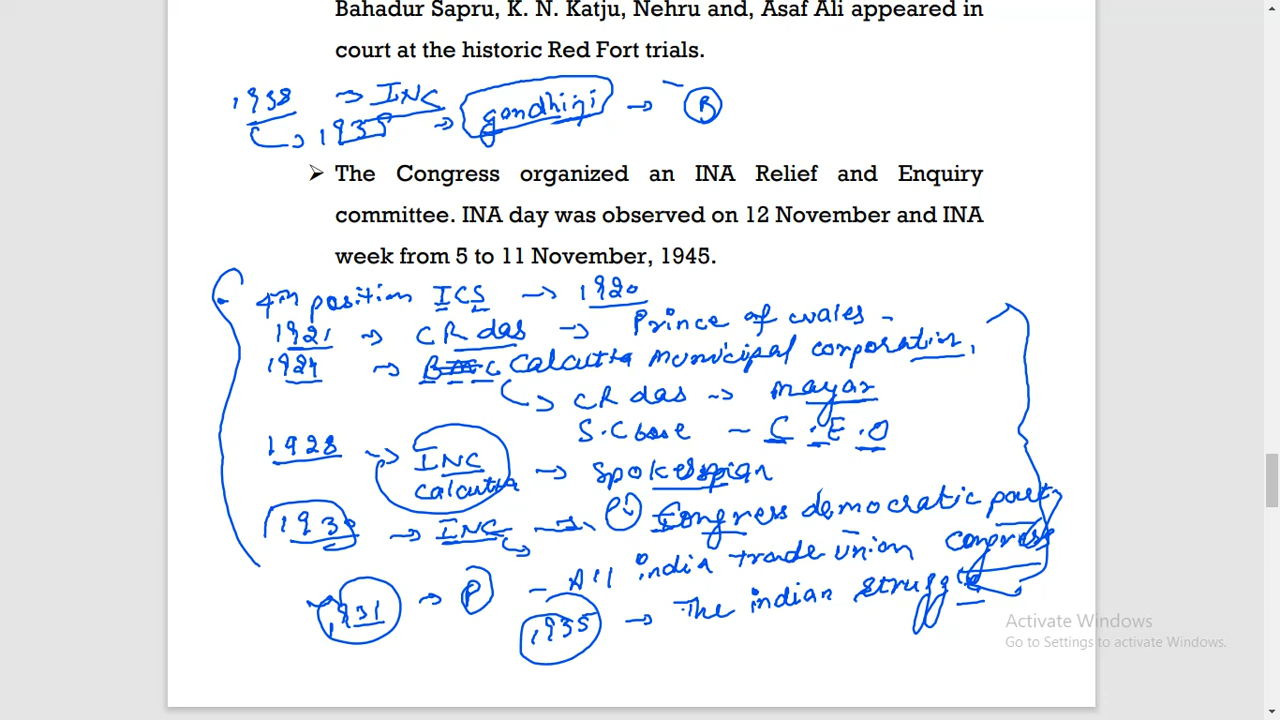 Bahadur Sapru, K. N. Katju, Nehru and, Asaf Ali appeared in
court at the historic Red Fort trials.
1938 → INC
↳ 1935 → gandhiji → B
➢ The Congress organized an INA Relief and Enquiry
committee. INA day was observed on 12 November and INA
week from 5 to 11 November, 1945.
4th position ICS → 1920
1921 → CR das → Prince of wales -
1924 → Calcutta municipal corporation,
↳ CR das → mayar
S.C bose - C.E.O
1928 → INC → spokes
calcutta
1938 → INC → Congress democratic party
1931 → P - All india trade union congress
1935 → The indian struggle
Activate Windows
Go to Settings to activate Windows.